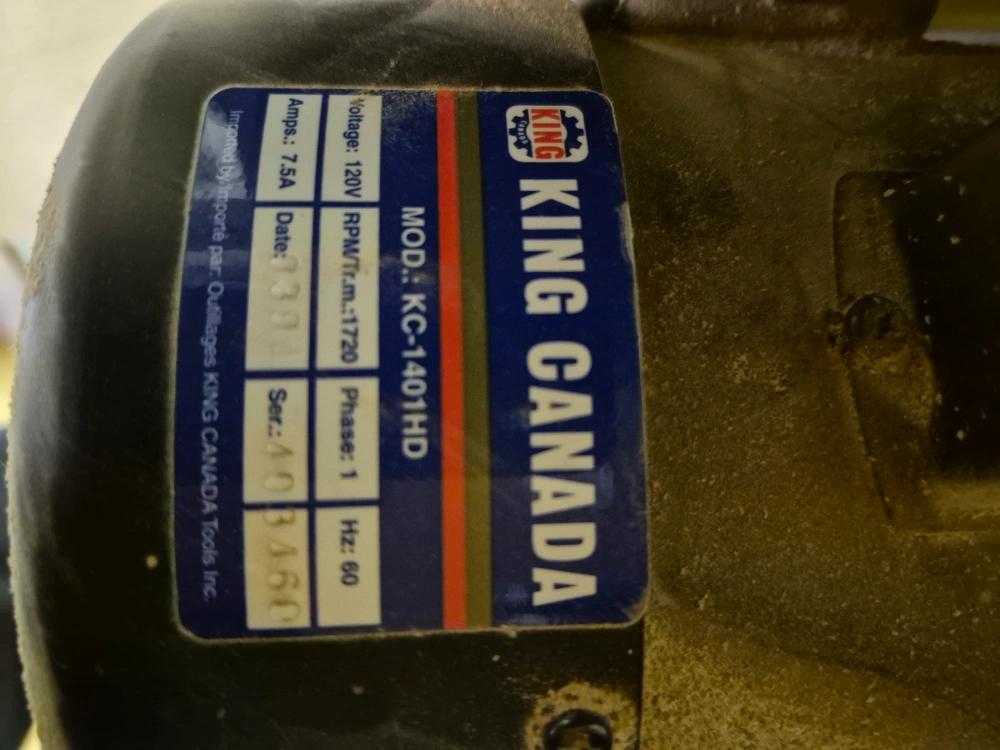 KING
KING CANADA
MOD.: KC-1401HD
Voltage: 120V RPM/Tr.m.:1720 Phase: 1 Hz: 60
Amps.: 7.5A Date: Ser.: 403460
Imported by/Importé par: Outillages KING CANADA Tools Inc.